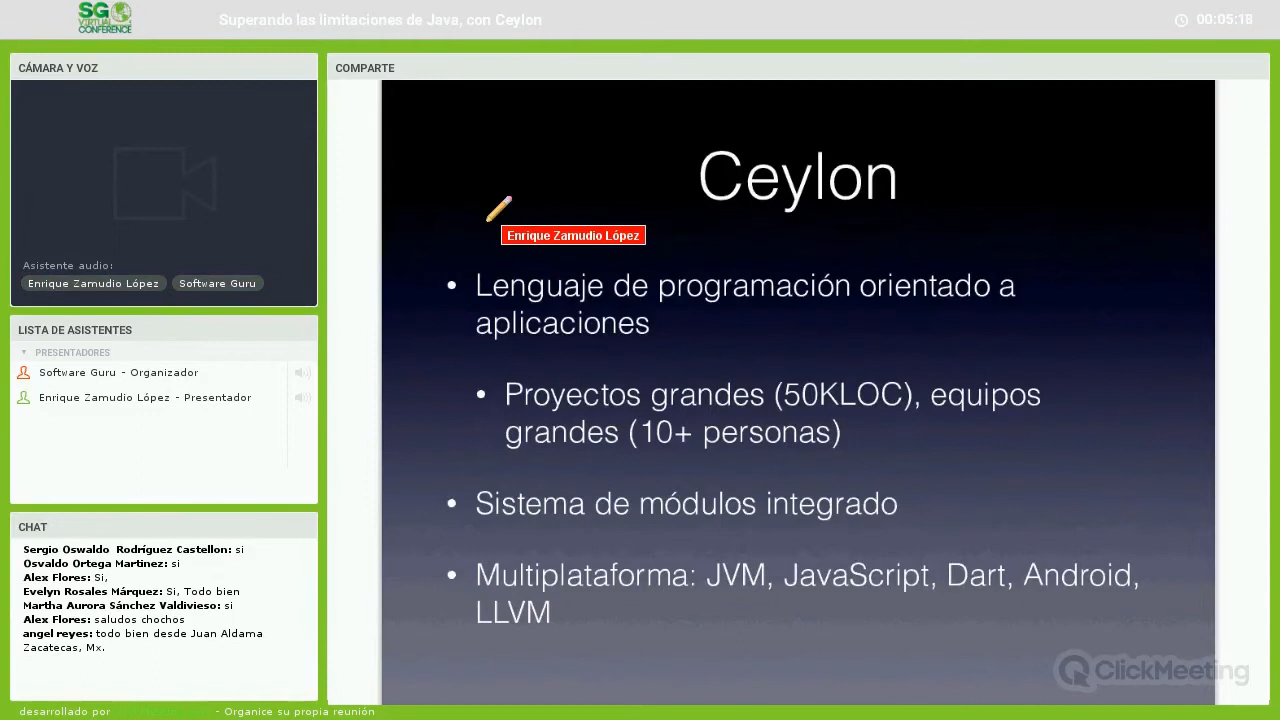 SG
VIRTUAL
CONFERENCE
Superando las limitaciones de Java, con Ceylon
00:05:18
CÁMARA Y VOZ
Asistente audio:
Enrique Zamudio López
Software Guru
LISTA DE ASISTENTES
PRESENTADORES
Software Guru - Organizador
Enrique Zamudio López - Presentador
CHAT
Sergio Oswaldo Rodríguez Castellon: si
Osvaldo Ortega Martinez: si
Alex Flores: Si,
Evelyn Rosales Márquez: Si, Todo bien
Martha Aurora Sánchez Valdivieso: si
Alex Flores: saludos chochos
angel reyes: todo bien desde Juan Aldama
Zacatecas, Mx.
desarrollado por
- Organice su propia reunión
COMPARTE
Ceylon
Enrique Zamudio López
• Lenguaje de programación orientado a
aplicaciones
• Proyectos grandes (50KLOC), equipos
grandes (10+ personas)
• Sistema de módulos integrado
• Multiplataforma: JVM, JavaScript, Dart, Android,
LLVM
ClickMeeting